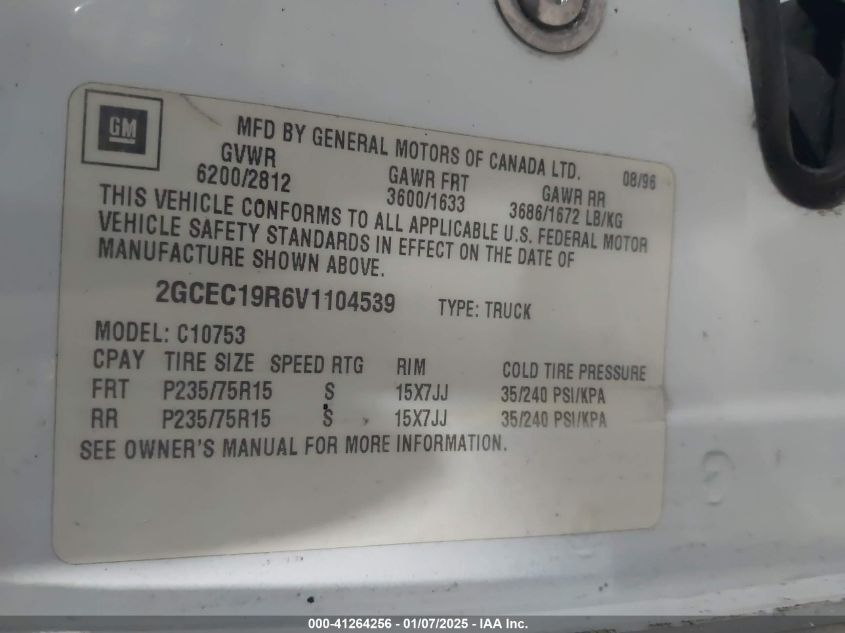 GM
MFD BY GENERAL MOTORS OF CANADA LTD. 08/96
GVWR GAWR FRT GAWR RR
6200/2812 3600/1633 3686/1672 LB/KG
THIS VEHICLE CONFORMS TO ALL APPLICABLE U.S. FEDERAL MOTOR
VEHICLE SAFETY STANDARDS IN EFFECT ON THE DATE OF
MANUFACTURE SHOWN ABOVE.
2GCEC19R6V1104539 TYPE: TRUCK
MODEL: C10753
CPAY TIRE SIZE SPEED RTG RIM COLD TIRE PRESSURE
FRT P235/75R15 S 15X7JJ 35/240 PSI/KPA
RR P235/75R15 S 15X7JJ 35/240 PSI/KPA
SEE OWNER'S MANUAL FOR MORE INFORMATION.
000-41264256 - 01/07/2025 - IAA Inc.